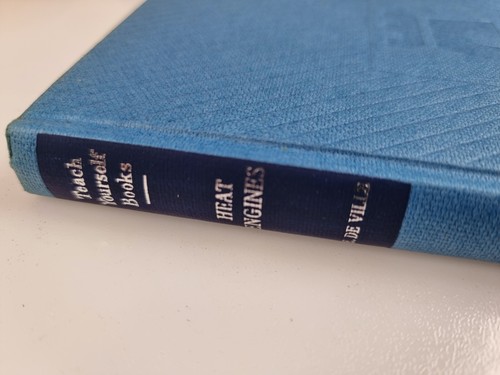 Teach
Yourself
Books
HEAT
ENGINES
DE VILLE